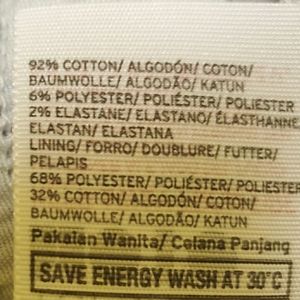 92% COTTON/ ALGODÓN/ COTON/
BAUMWOLLE/ ALGODÃO/ KATUN
6% POLYESTER/ POLIÉSTER/ POLIESTER
2% ELASTANE/ ELASTANO/ ÉLASTHANNE
ELASTAN/ ELASTANA
LINING/ FORRO/ DOUBLURE/ FUTTER/
PELAPIS
68% POLYESTER/ POLIÉSTER/ POLIESTER
32% COTTON/ ALGODÓN/ COTON/
BAUMWOLLE/ ALGODÃO/ KATUN
Pakaian Wanita/ Celana Panjang
SAVE ENERGY WASH AT 30°C